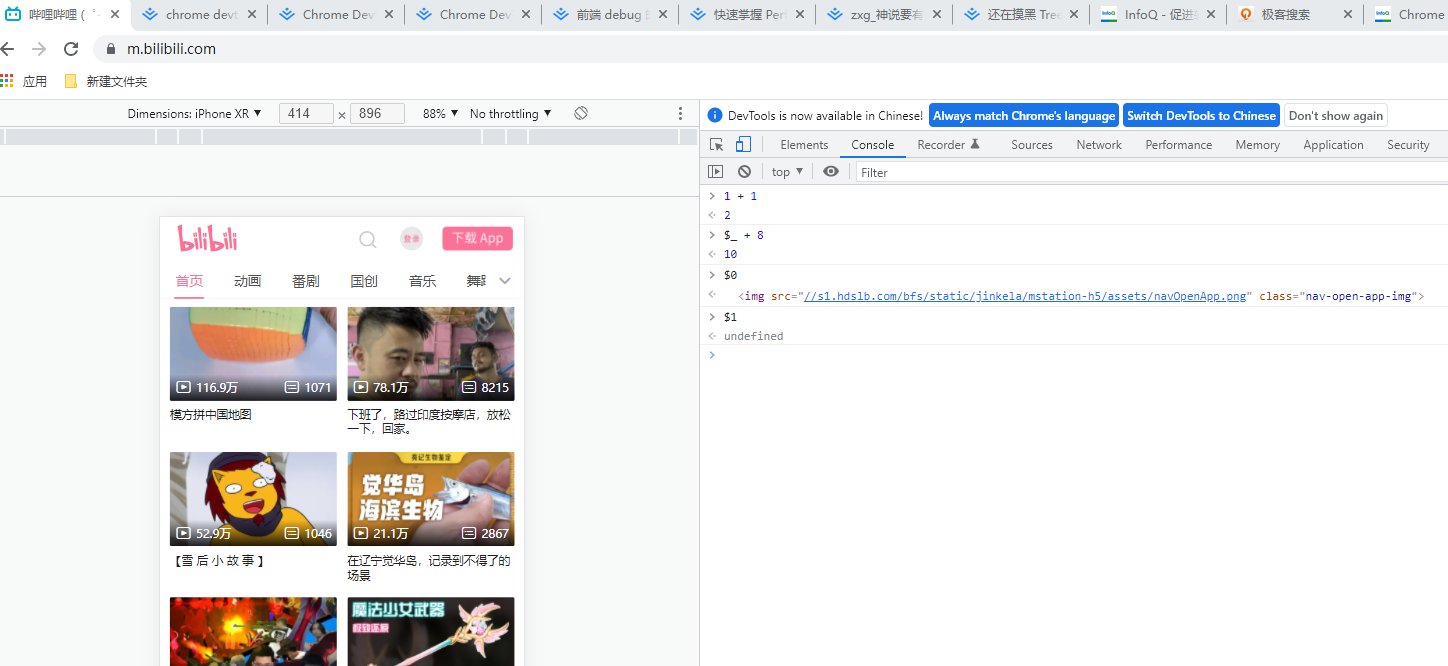 哔哩哔哩 (
chrome devt
Chrome Dev
Chrome Dev
前端 debug
快速掌握 Per
zxg_神说要有
还在摸黑 Tree
InfoQ - 促进
极客搜索
Chrome
m.bilibili.com
应用
新建文件夹
Dimensions: iPhone XR ▼ 414 × 896 88% ▼ No throttling ▼
DevTools is now available in Chinese! Always match Chrome's language Switch DevTools to Chinese Don't show again
Elements Console Recorder Sources Network Performance Memory Application Security
top ▼ Filter
> 1 + 1
2
> $_ + 8
10
> $0
<img src="//s1.hdslb.com/bfs/static/jinkela/mstation-h5/assets/navOpenApp.png" class="nav-open-app-img">
> $1
undefined
>
bilibili 登录 下载 App
首页 动画 番剧 国创 音乐 舞蹈
116.9万 1071
模方拼中国地图
78.1万 8215
下班了，路过印度按摩店，放松
一下，回家。
52.9万 1046
【雪 后 小 故 事 】
觉华岛
海滨生物
21.1万 2867
在辽宁觉华岛，记录到不得了的
场景
魔法少女武器